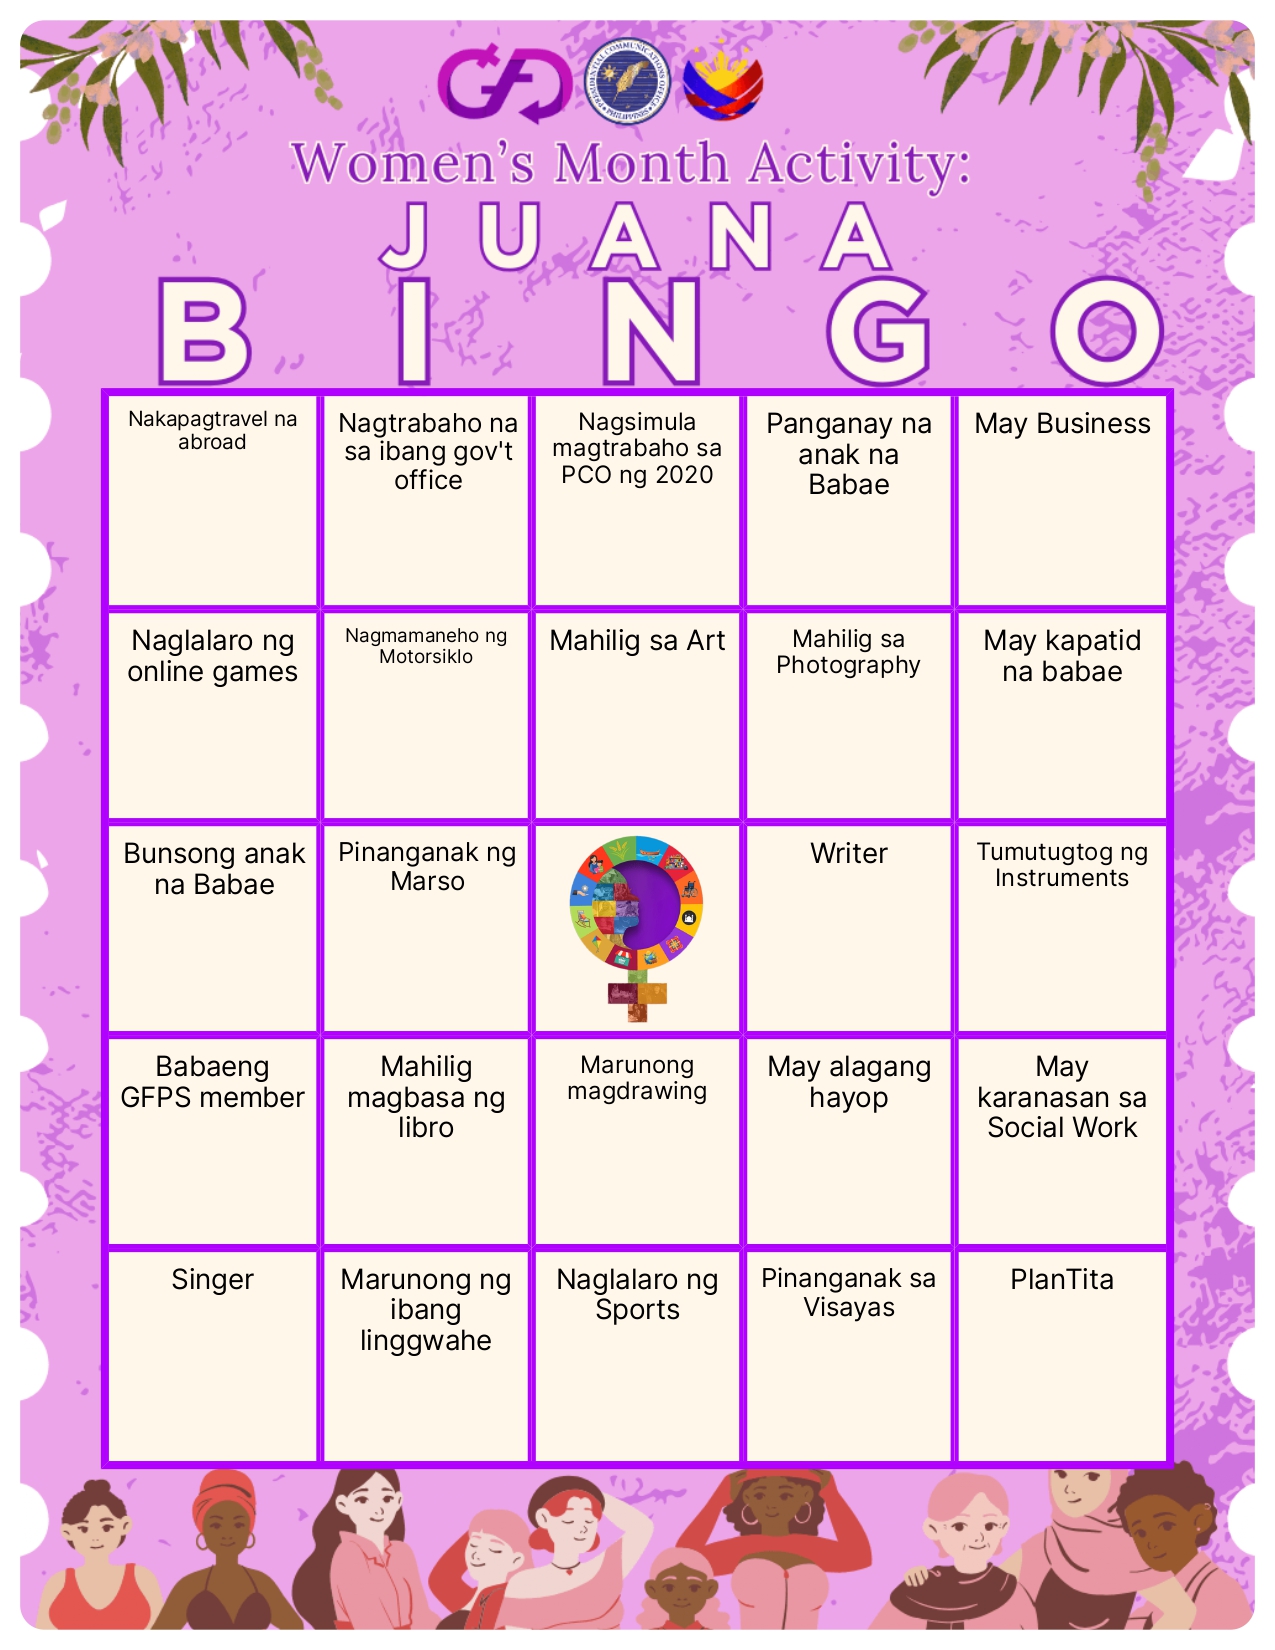 PRESIDENTIAL COMMUNICATIONS OFFICE
PHILIPPINES
Women's Month Activity:
JUANA
BINGO
Nakapagtravel na
abroad
Nagtrabaho na
sa ibang gov't
office
Nagsimula
magtrabaho sa
PCO ng 2020
Panganay na
anak na
Babae
May Business
Naglalaro ng
online games
Nagmamaneho ng
Motorsiklo
Mahilig sa Art
Mahilig sa
Photography
May kapatid
na babae
Bunsong anak
na Babae
Pinanganak ng
Marso
Writer
Tumutugtog ng
Instruments
Babaeng
GFPS member
Mahilig
magbasa ng
libro
Marunong
magdrawing
May alagang
hayop
May
karanasan sa
Social Work
Singer
Marunong ng
ibang
linggwahe
Naglalaro ng
Sports
Pinanganak sa
Visayas
PlanTita